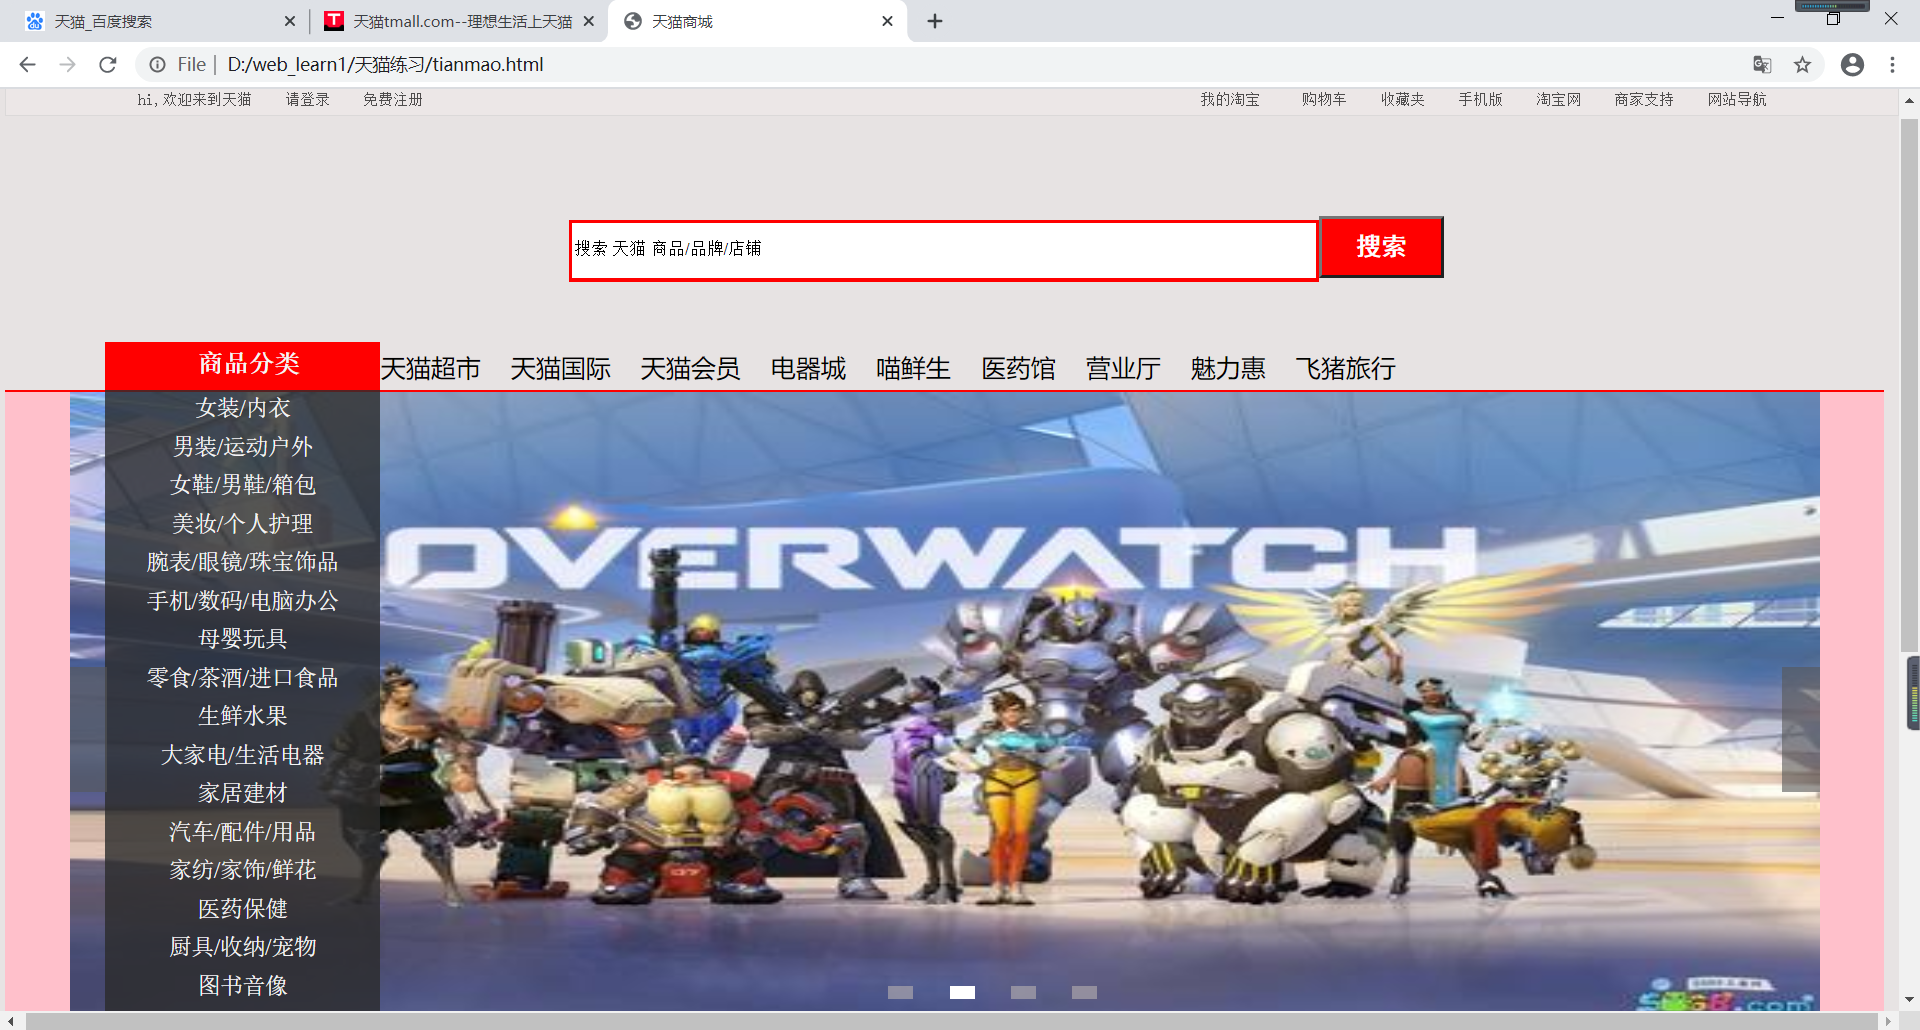 天猫_百度搜索
天猫tmall.com--理想生活上天猫
天猫商城
File
D:/web_learn1/天猫练习/tianmao.html
hi,欢迎来到天猫 请登录 免费注册 我的淘宝 购物车 收藏夹 手机版 淘宝网 商家支持 网站导航
搜索 天猫 商品/品牌/店铺
搜索
商品分类 天猫超市 天猫国际 天猫会员 电器城 喵鲜生 医药馆 营业厅 魅力惠 飞猪旅行
女装/内衣
男装/运动户外
女鞋/男鞋/箱包
美妆/个人护理
腕表/眼镜/珠宝饰品
手机/数码/电脑办公
母婴玩具
零食/茶酒/进口食品
生鲜水果
大家电/生活电器
家居建材
汽车/配件/用品
家纺/家饰/鲜花
医药保健
厨具/收纳/宠物
图书音像
OVERWATCH